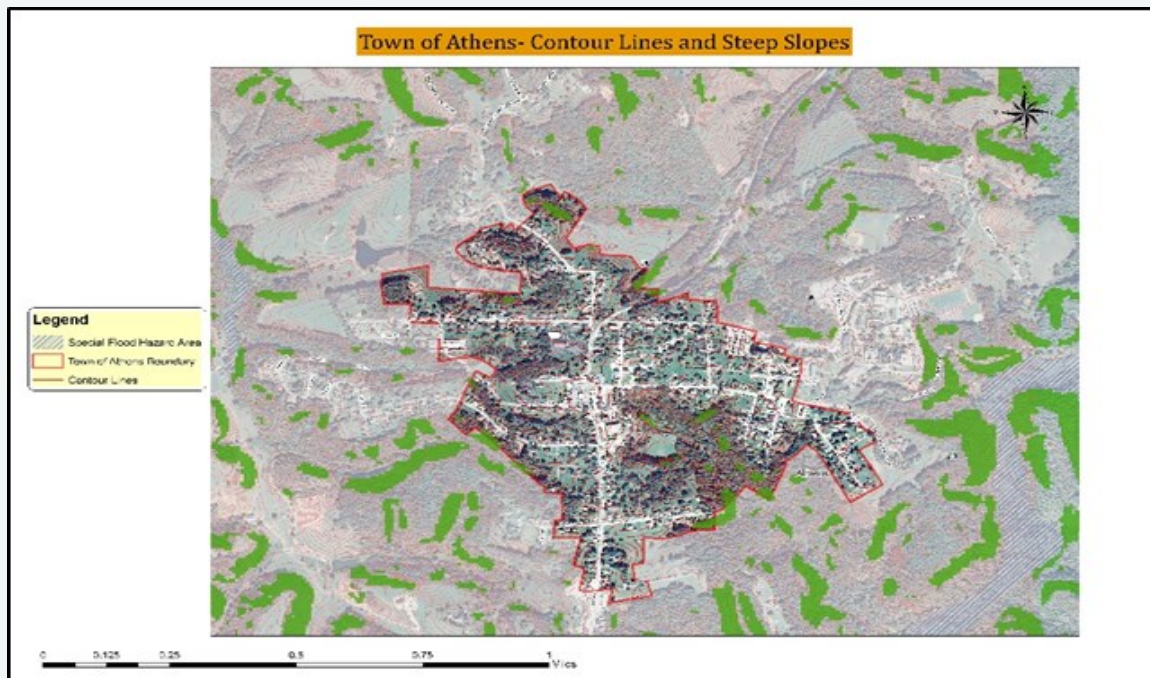 Town of Athens- Contour Lines and Steep Slopes
Legend
Special Flood Hazard Area
Town of Athens Boundary
Contour Lines
0 0.125 0.25 0.5 0.75 1
Miles